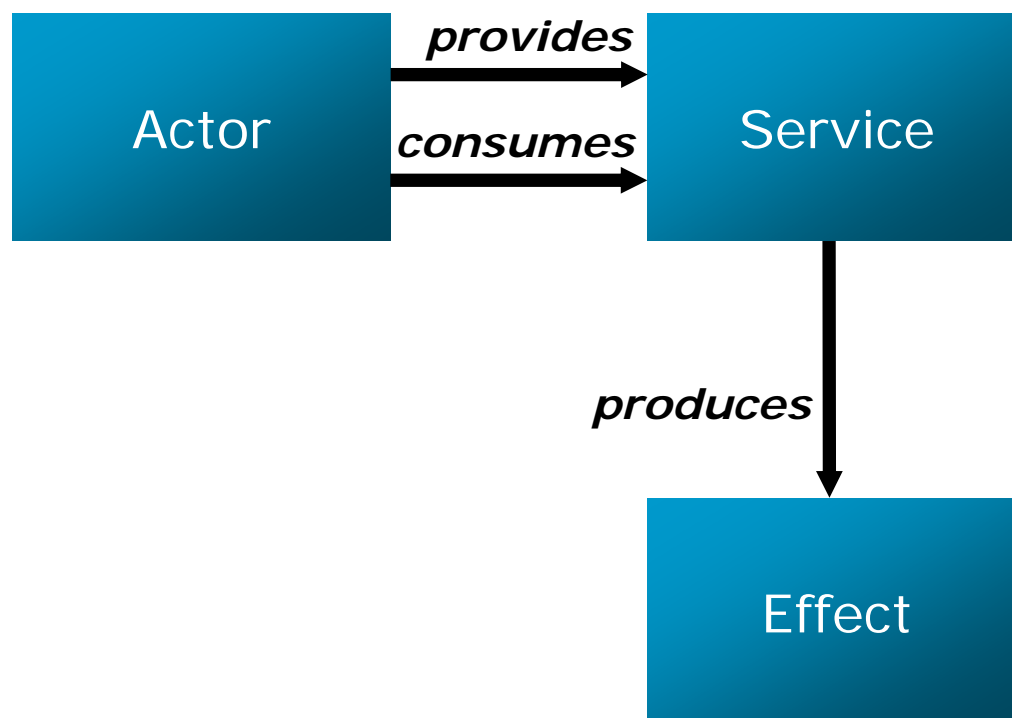 provides
Actor
consumes
Service
produces
Effect